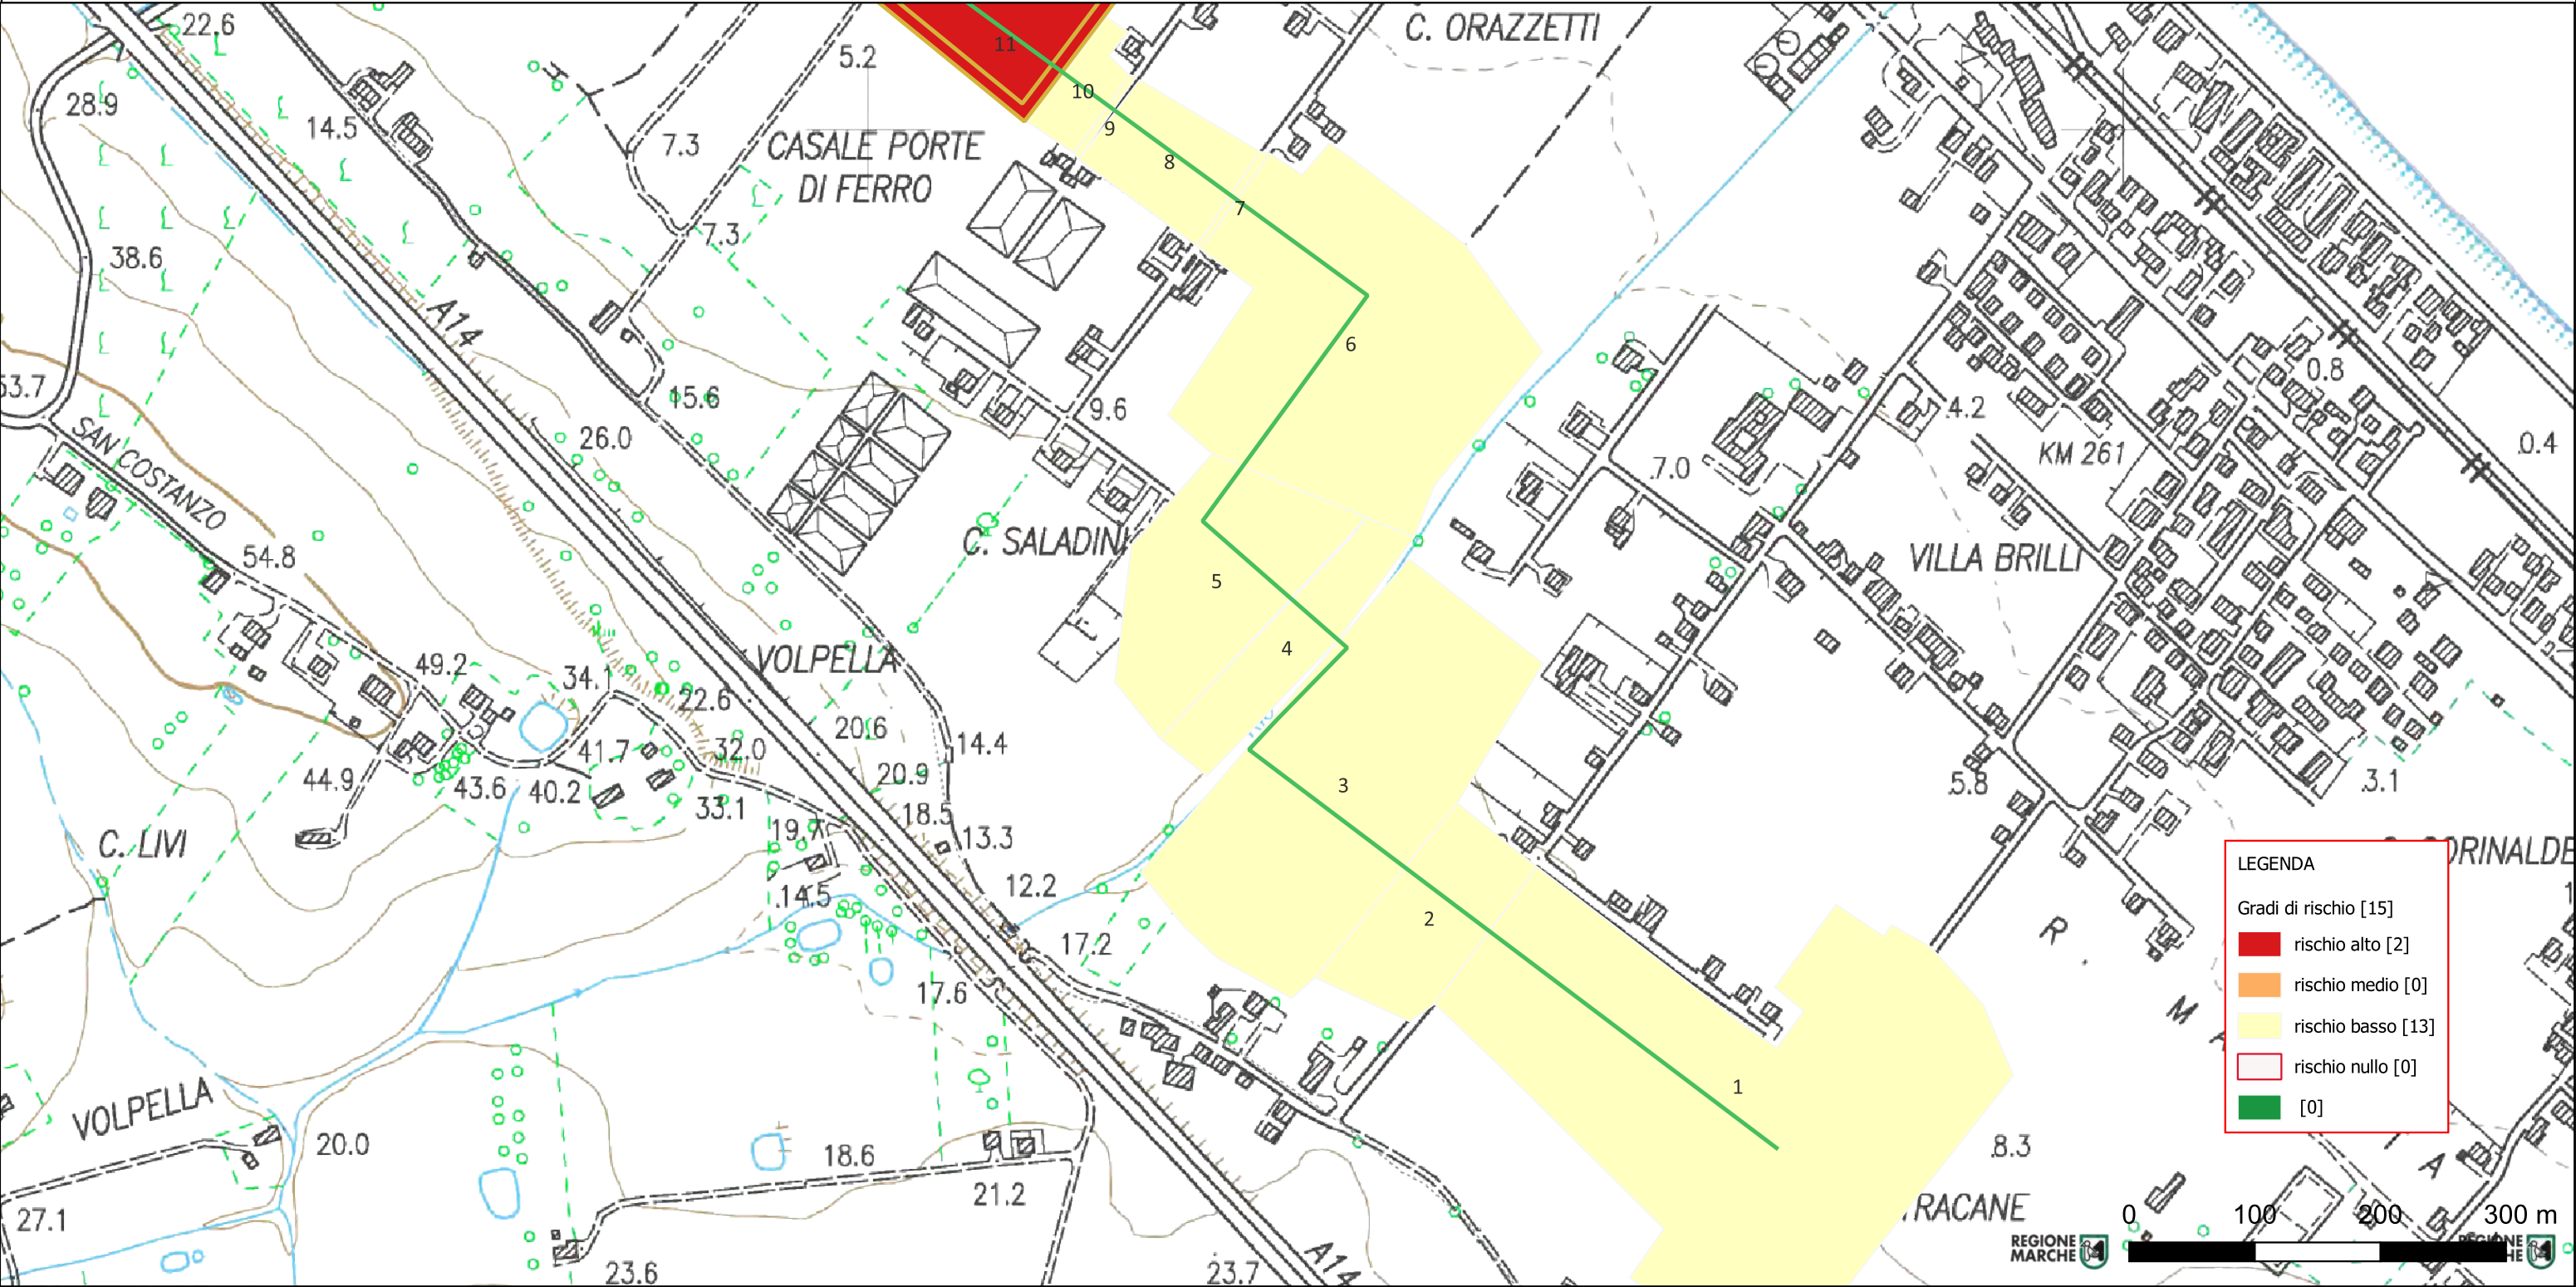 22.6
C. ORAZZETTI
11
5.2
28.9
10
14.5
9
7.3
CASALE PORTE
DI FERRO
8
7
7.3
38.6
A14
6
0.8
53.7
15.6
9.6
4.2
SAN COSTANZO
26.0
KM 261
0.4
7.0
C. SALADINI
54.8
VILLA BRILLI
5
4
VOLPELLA
49.2
34.1
22.6
20.6
14.4
41.7
32.0
20.9
3
44.9
43.6
40.2
33.1
18.5
5.8
3.1
19.7
13.3
C. LIVI
ORINALDE
12.2
14.5
2
17.2
R.
17.6
M
A
LEGENDA
Gradi di rischio [15]
rischio alto [2]
rischio medio [0]
rischio basso [13]
rischio nullo [0]
[0]
1
VOLPELLA
20.0
18.6
8.3
I
A
21.2
27.1
TRACANE
0 100 200 300 m
REGIONE
MARCHE
REGIONE
HE
23.6
23.7
A14